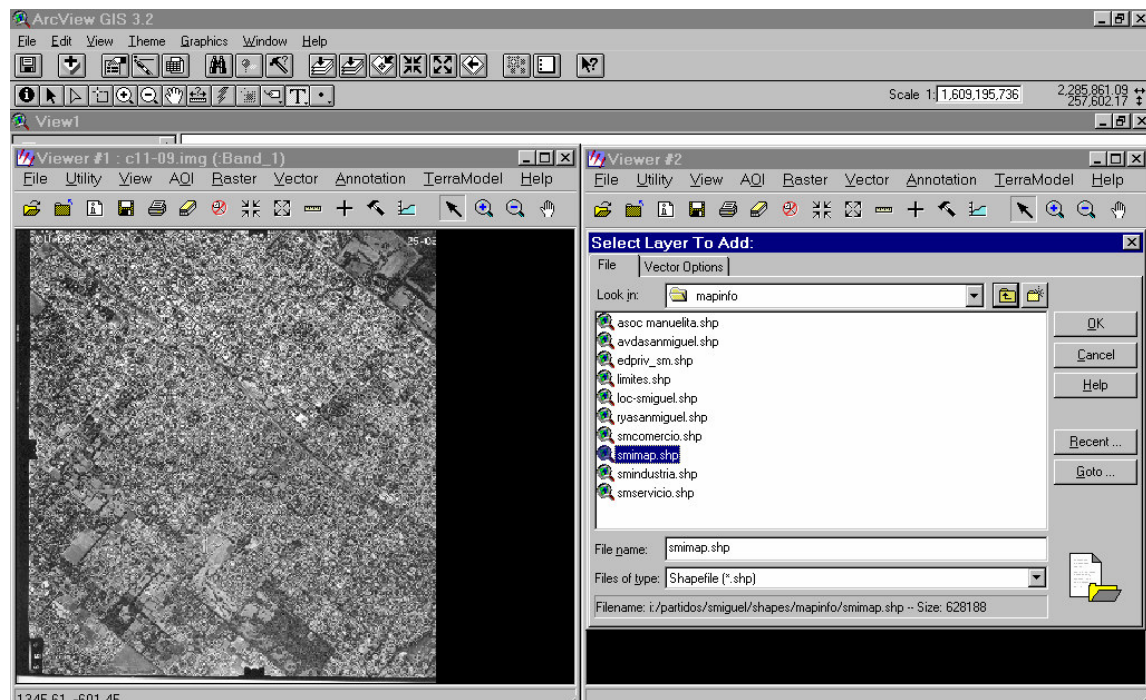 ArcView GIS 3.2
File Edit View Theme Graphics Window Help
Scale 1: 1,609,195,736
2,285,861.09
257,602.17
View1
Viewer #1 : c11-09.img (:Band_1)
File Utility View AOI Raster Vector Annotation TerraModel Help
Viewer #2
File Utility View AOI Raster Vector Annotation TerraModel Help
Select Layer To Add:
File Vector Options
Look in: mapinfo
asoc manuelita.shp
avdasanmiguel.shp
edpriv_sm.shp
limites.shp
loc-smiguel.shp
ryasanmiguel.shp
smcomercio.shp
smimap.shp
smindustria.shp
smservicio.shp
OK
Cancel
Help
Recent ...
Goto ...
File name: smimap.shp
Files of type: Shapefile (*.shp)
Filename: i:/partidos/smiguel/shapes/mapinfo/smimap.shp -- Size: 628188